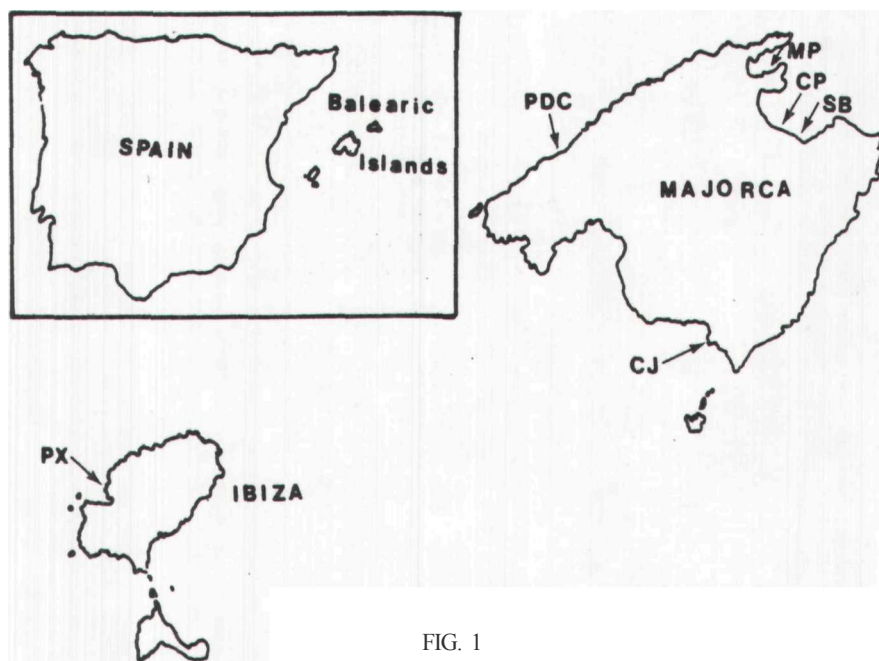 SPAIN
Balearic
Islands
PDC
MP
CP
SB
MAJORCA
CJ
PX
IBIZA
FIG. 1